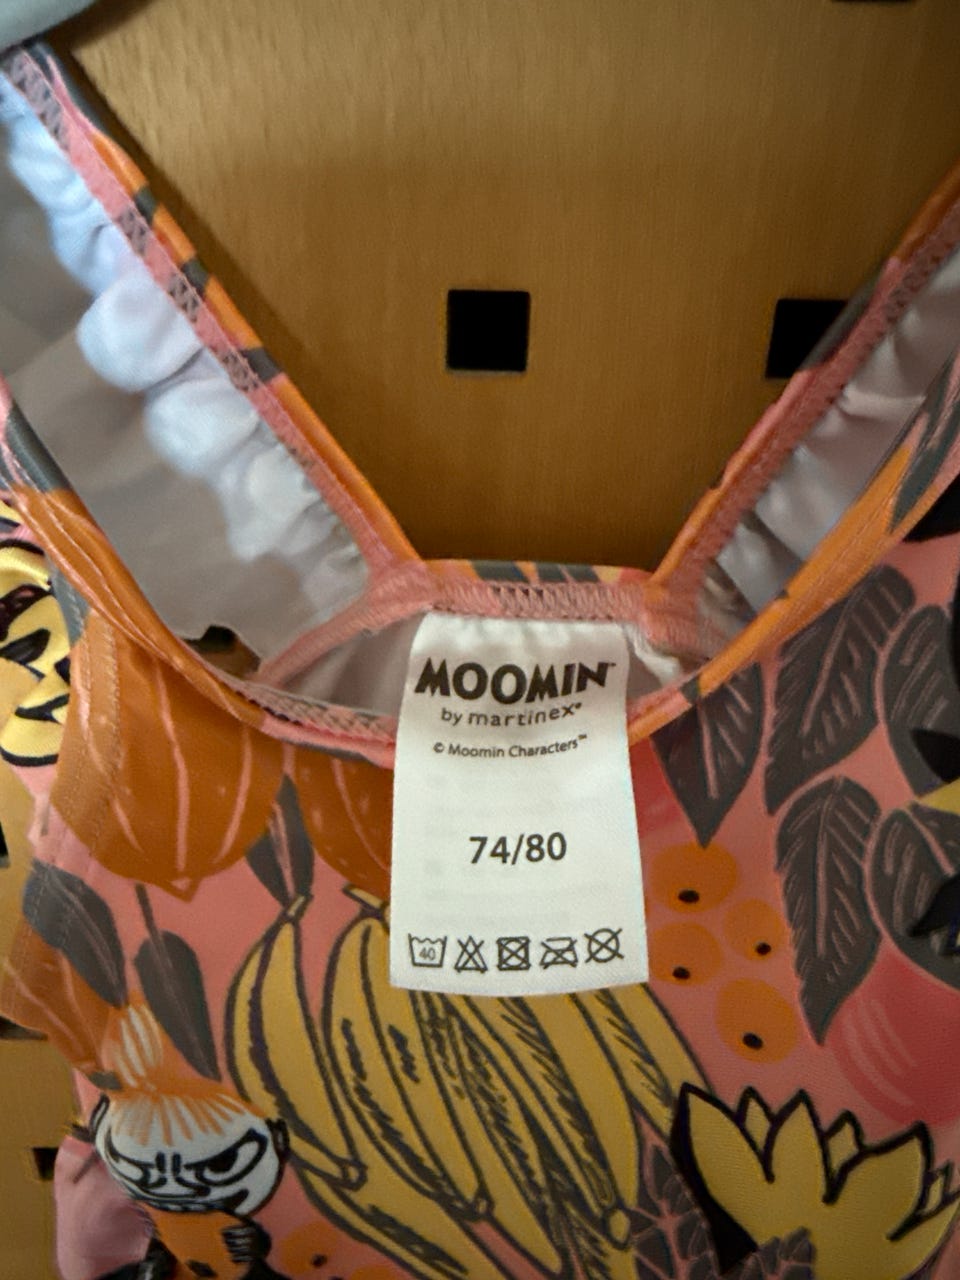 MOOMIN™
by martinex®
© Moomin Characters™
74/80
40